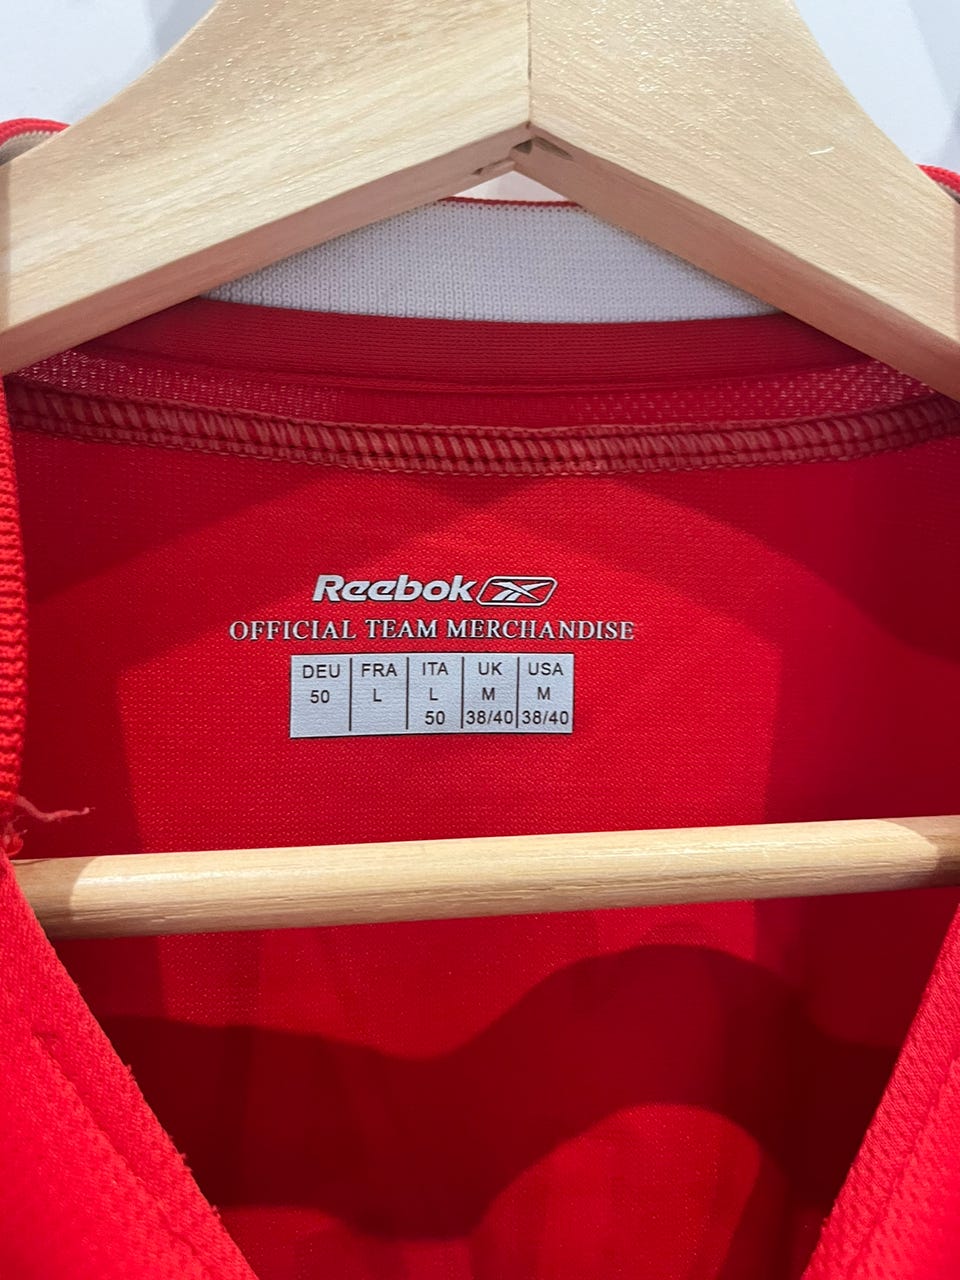 Reebok
OFFICIAL TEAM MERCHANDISE
DEU FRA ITA UK USA
50 L L M M
50 38/40 38/40